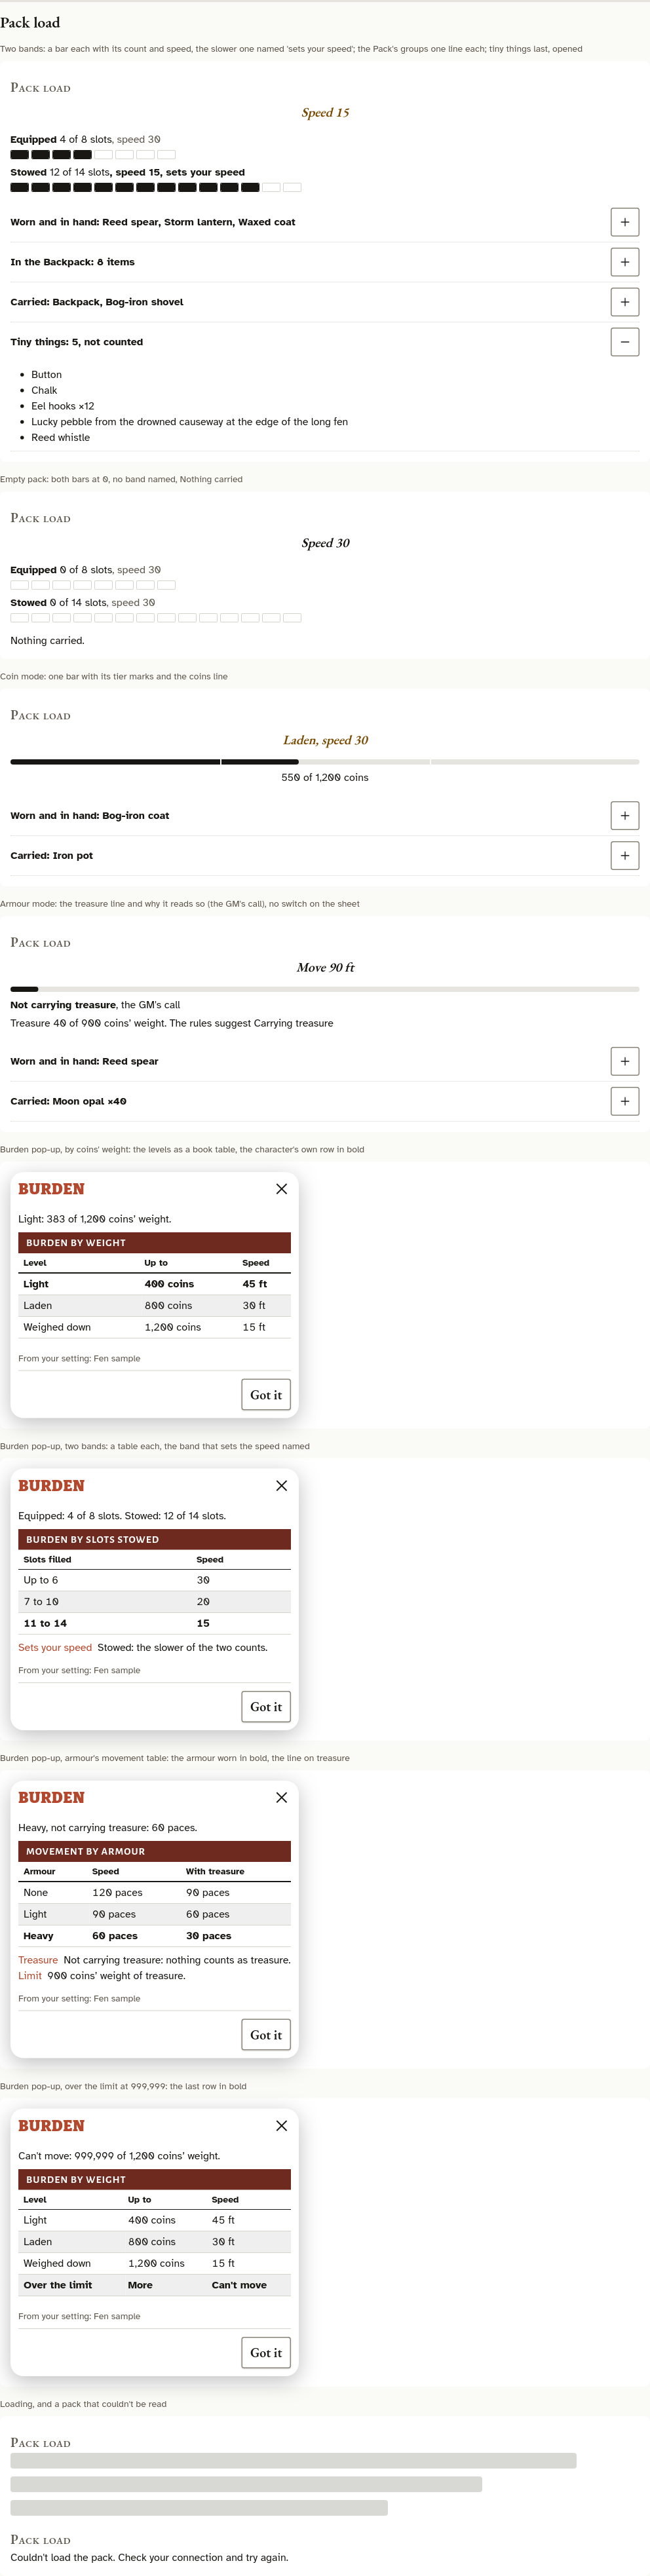 Pack load
Two bands: a bar each with its count and speed, the slower one named 'sets your speed'; the Pack's groups one line each; tiny things last, opened
Pack load
Speed 15
Equipped 4 of 8 slots, speed 30
Stowed 12 of 14 slots, speed 15, sets your speed
Worn and in hand: Reed spear, Storm lantern, Waxed coat
In the Backpack: 8 items
Carried: Backpack, Bog-iron shovel
Tiny things: 5, not counted
• Button
• Chalk
• Eel hooks ×12
• Lucky pebble from the drowned causeway at the edge of the long fen
• Reed whistle
Empty pack: both bars at 0, no band named, Nothing carried
Pack load
Speed 30
Equipped 0 of 8 slots, speed 30
Stowed 0 of 14 slots, speed 30
Nothing carried.
Coin mode: one bar with its tier marks and the coins line
Pack load
Laden, speed 30
550 of 1,200 coins
Worn and in hand: Bog-iron coat
Carried: Iron pot
Armour mode: the treasure line and why it reads so (the GM's call), no switch on the sheet
Pack load
Move 90 ft
Not carrying treasure, the GM's call
Treasure 40 of 900 coins' weight. The rules suggest Carrying treasure
Worn and in hand: Reed spear
Carried: Moon opal ×40
Burden pop-up, by coins' weight: the levels as a book table, the character's own row in bold
BURDEN
Light: 383 of 1,200 coins' weight.
BURDEN BY WEIGHT
Level Up to Speed
Light 400 coins 45 ft
Laden 800 coins 30 ft
Weighed down 1,200 coins 15 ft
From your setting: Fen sample
Got it
Burden pop-up, two bands: a table each, the band that sets the speed named
BURDEN
Equipped: 4 of 8 slots. Stowed: 12 of 14 slots.
BURDEN BY SLOTS STOWED
Slots filled Speed
Up to 6 30
7 to 10 20
11 to 14 15
Sets your speed Stowed: the slower of the two counts.
From your setting: Fen sample
Got it
Burden pop-up, armour's movement table: the armour worn in bold, the line on treasure
BURDEN
Heavy, not carrying treasure: 60 paces.
MOVEMENT BY ARMOUR
Armour Speed With treasure
None 120 paces 90 paces
Light 90 paces 60 paces
Heavy 60 paces 30 paces
Treasure Not carrying treasure: nothing counts as treasure.
Limit 900 coins' weight of treasure.
From your setting: Fen sample
Got it
Burden pop-up, over the limit at 999,999: the last row in bold
BURDEN
Can't move: 999,999 of 1,200 coins' weight.
BURDEN BY WEIGHT
Level Up to Speed
Light 400 coins 45 ft
Laden 800 coins 30 ft
Weighed down 1,200 coins 15 ft
Over the limit More Can't move
From your setting: Fen sample
Got it
Loading, and a pack that couldn't be read
Pack load
Pack load
Couldn't load the pack. Check your connection and try again.